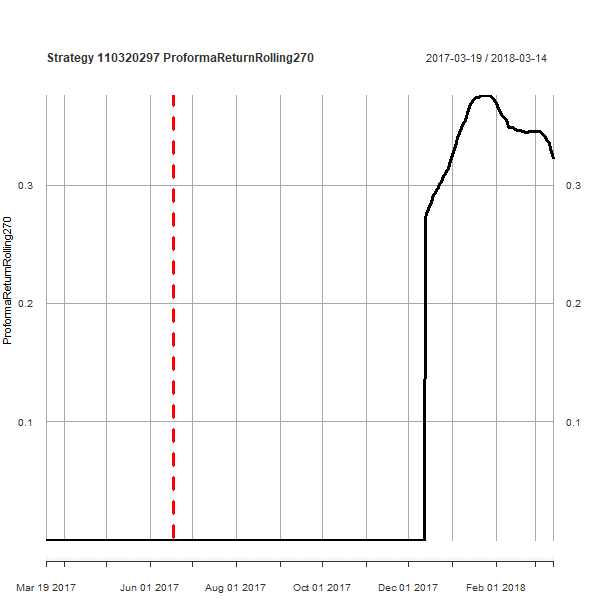 Strategy 110320297 ProformaReturnRolling270
2017-03-19 / 2018-03-14
ProformaReturnRolling270
0.3
0.3
0.2
0.2
0.1
0.1
Mar 19 2017
Jun 01 2017
Aug 01 2017
Oct 01 2017
Dec 01 2017
Feb 01 2018